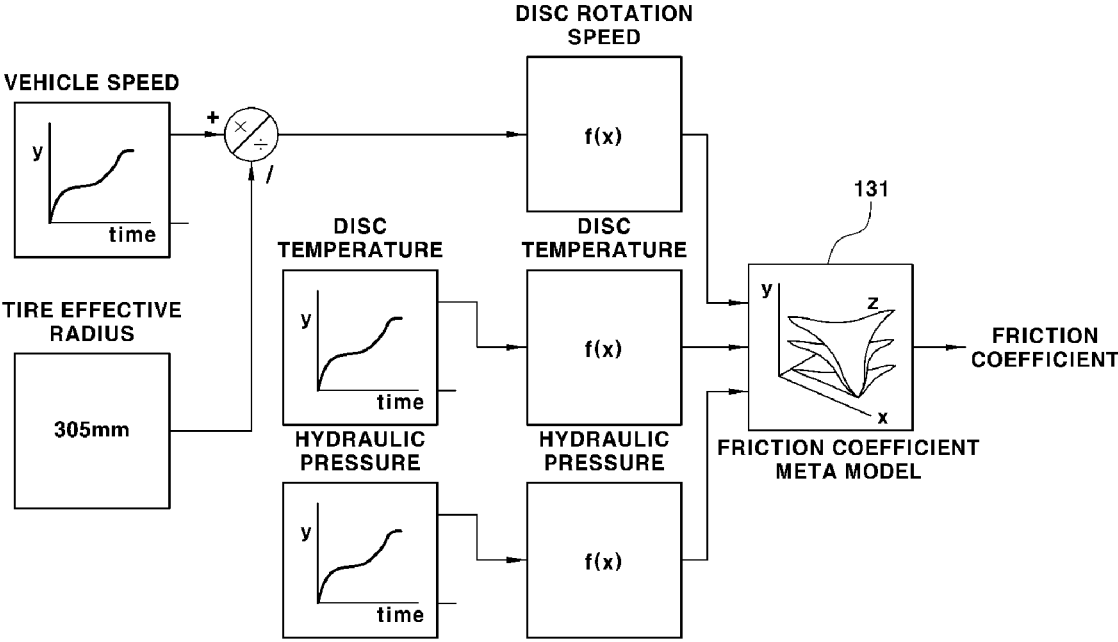 DISC ROTATION
SPEED
VEHICLE SPEED
y
time
+
×
÷
/
f(x)
131
DISC
TEMPERATURE
y
time
DISC
TEMPERATURE
f(x)
TIRE EFFECTIVE
RADIUS
305mm
y
z
x
FRICTION
COEFFICIENT
FRICTION COEFFICIENT
META MODEL
HYDRAULIC
PRESSURE
y
time
HYDRAULIC
PRESSURE
f(x)